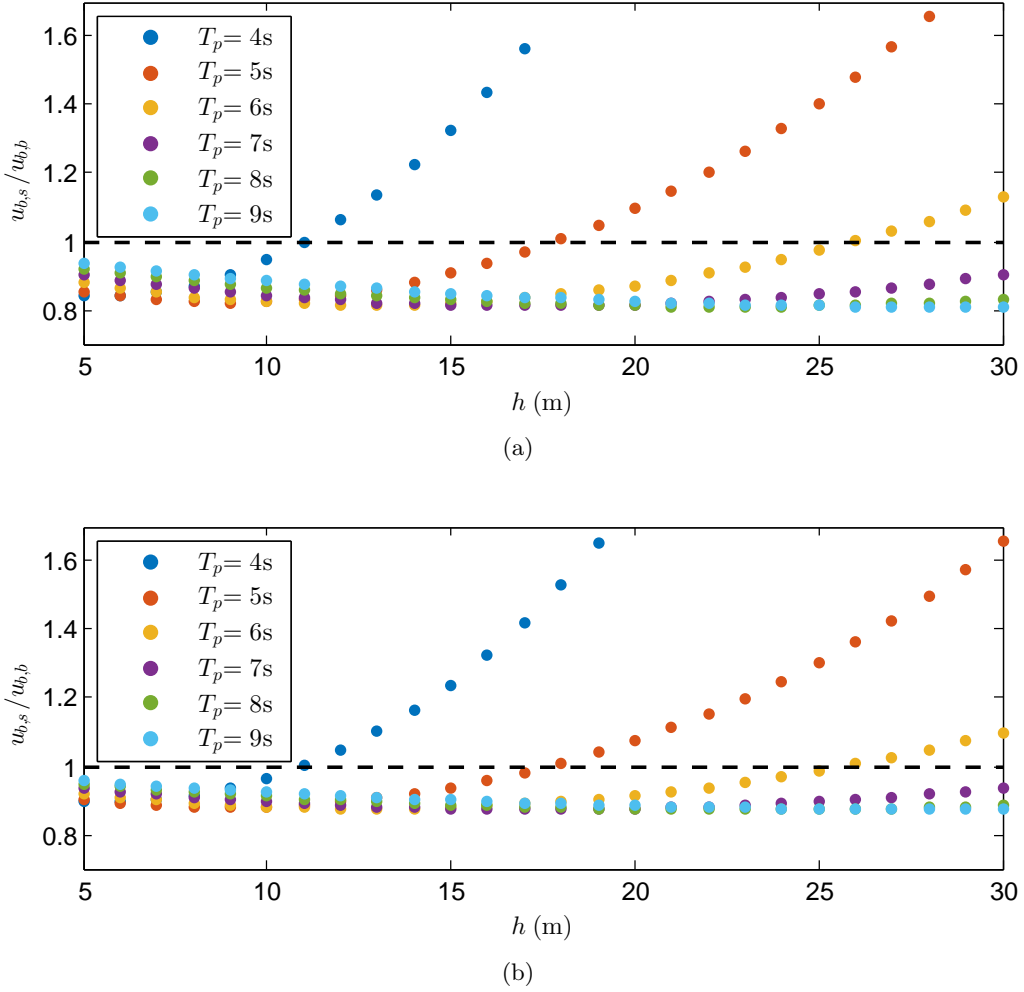 1.6
1.4
1.2
1
0.8
u_{b,s}/u_{b,b}
T_p= 4s
T_p= 5s
T_p= 6s
T_p= 7s
T_p= 8s
T_p= 9s
5 10 15 20 25 30
h (m)
(a)
1.6
1.4
1.2
1
0.8
u_{b,s}/u_{b,b}
T_p= 4s
T_p= 5s
T_p= 6s
T_p= 7s
T_p= 8s
T_p= 9s
5 10 15 20 25 30
h (m)
(b)